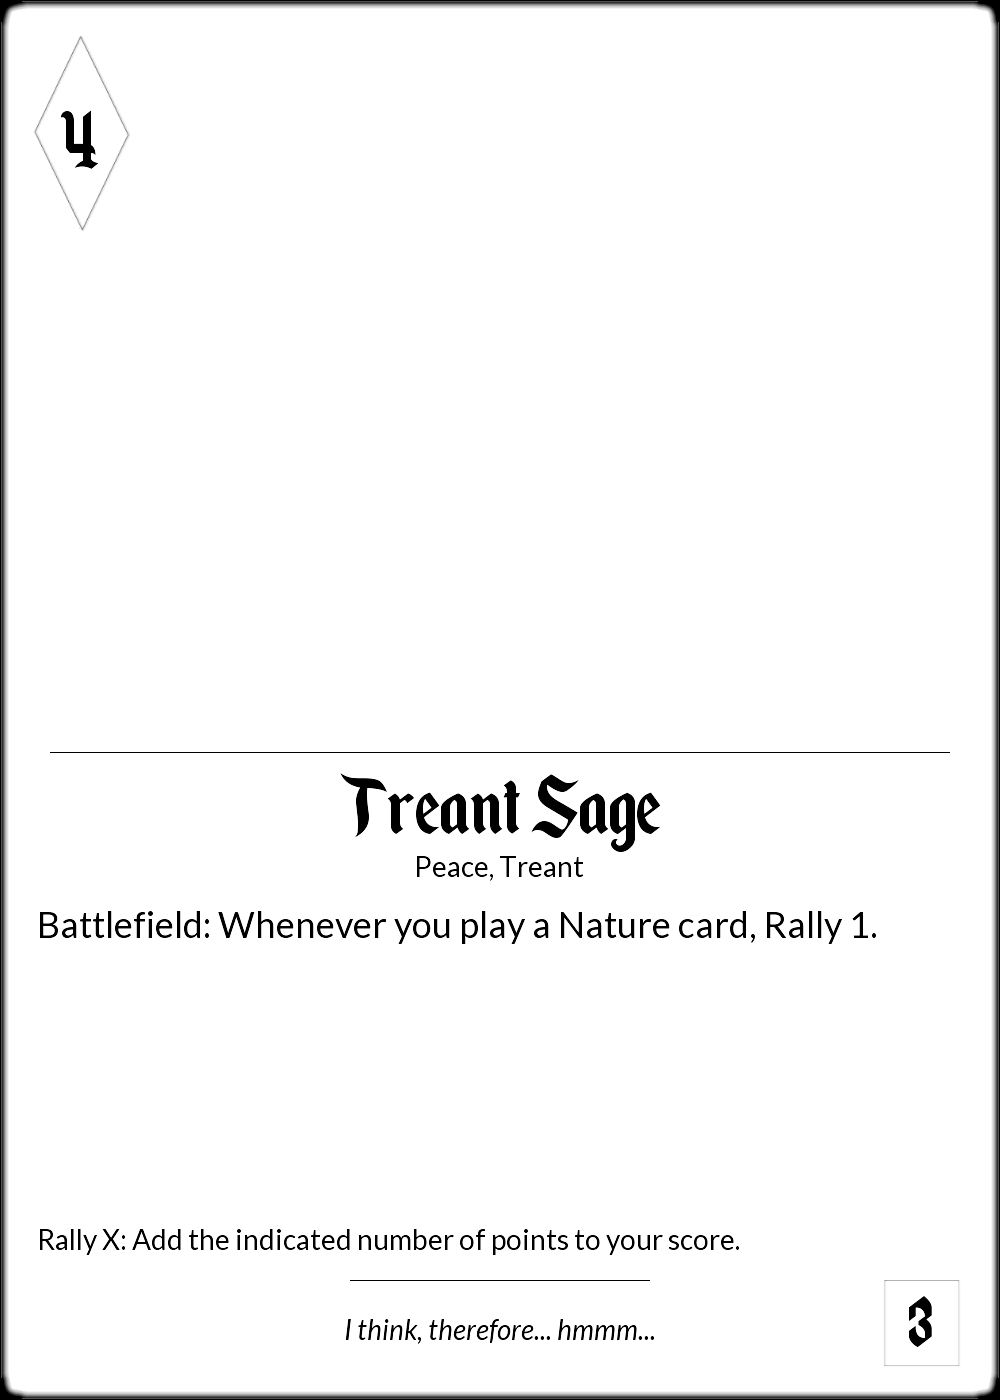 4
Treant Sage
Peace, Treant
Battlefield: Whenever you play a Nature card, Rally 1.
Rally X: Add the indicated number of points to your score.
I think, therefore... hmmm...
3